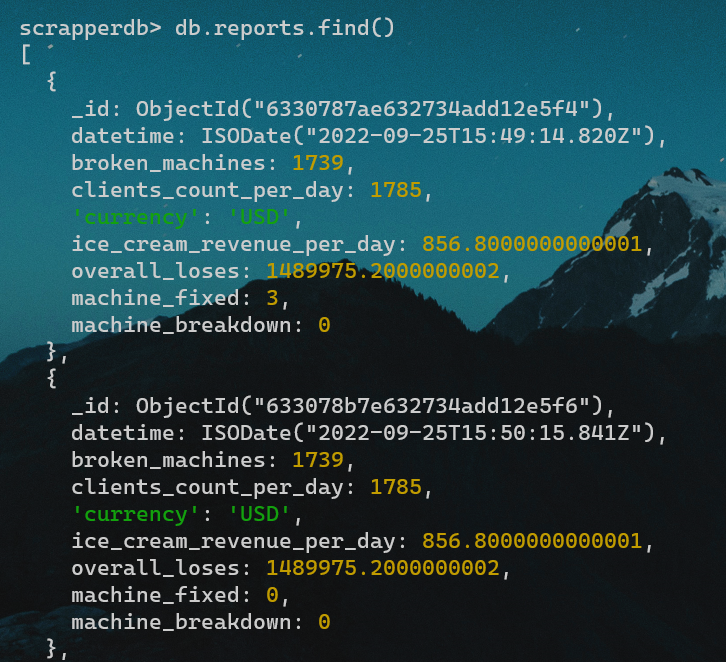 scrapperdb> db.reports.find()
[
  {
    _id: ObjectId("6330787ae632734add12e5f4"),
    datetime: ISODate("2022-09-25T15:49:14.820Z"),
    broken_machines: 1739,
    clients_count_per_day: 1785,
    'currency': 'USD',
    ice_cream_revenue_per_day: 856.8000000000001,
    overall_loses: 1489975.2000000002,
    machine_fixed: 3,
    machine_breakdown: 0
  },
  {
    _id: ObjectId("633078b7e632734add12e5f6"),
    datetime: ISODate("2022-09-25T15:50:15.841Z"),
    broken_machines: 1739,
    clients_count_per_day: 1785,
    'currency': 'USD',
    ice_cream_revenue_per_day: 856.8000000000001,
    overall_loses: 1489975.2000000002,
    machine_fixed: 0,
    machine_breakdown: 0
  },